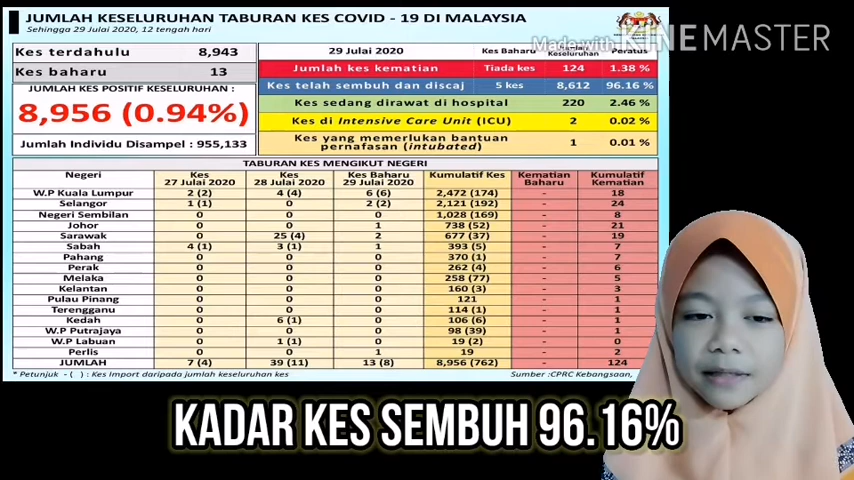 JUMLAH KESELURUHAN TABURAN KES COVID - 19 DI MALAYSIA
Sehingga 29 Julai 2020, 12 tengah hari
Made with KINEMASTER
Kes terdahulu 8,943
Kes baharu 13
JUMLAH KES POSITIF KESELURUHAN :
8,956 (0.94%)
Jumlah Individu Disampel : 955,133
29 Julai 2020 Kes Baharu Keseluruhan Peratus
Jumlah kes kematian Tiada kes 124 1.38 %
Kes telah sembuh dan discaj 5 kes 8,612 96.16 %
Kes sedang dirawat di hospital 220 2.46 %
Kes di Intensive Care Unit (ICU) 2 0.02 %
Kes yang memerlukan bantuan pernafasan (intubated) 1 0.01 %
TABURAN KES MENGIKUT NEGERI
Negeri Kes 27 Julai 2020 Kes 28 Julai 2020 Kes Baharu 29 Julai 2020 Kumulatif Kes Kematian Baharu Kumulatif Kematian
W.P Kuala Lumpur 2 (2) 4 (4) 6 (6) 2,472 (174) - 18
Selangor 1 (1) 0 2 (2) 2,121 (192) - 24
Negeri Sembilan 0 0 0 1,028 (169) - 8
Johor 0 0 1 738 (52) - 21
Sarawak 0 25 (4) 2 677 (37) - 19
Sabah 4 (1) 3 (1) 1 393 (5) - 7
Pahang 0 0 0 370 (1) - 7
Perak 0 0 0 262 (4) - 6
Melaka 0 0 0 258 (77) - 5
Kelantan 0 0 0 160 (3) - 3
Pulau Pinang 0 0 0 121 - 1
Terengganu 0 0 0 114 (1) - 1
Kedah 0 6 (1) 0 106 (6) - 1
W.P Putrajaya 0 0 0 98 (39) - 1
W.P Labuan 0 1 (1) 0 19 (2) - 0
Perlis 0 0 1 19 - 2
JUMLAH 7 (4) 39 (11) 13 (8) 8,956 (762) - 124
* Petunjuk - ( ) : Kes Import daripada jumlah keseluruhan kes Sumber :CPRC Kebangsaan,
KADAR KES SEMBUH 96.16%